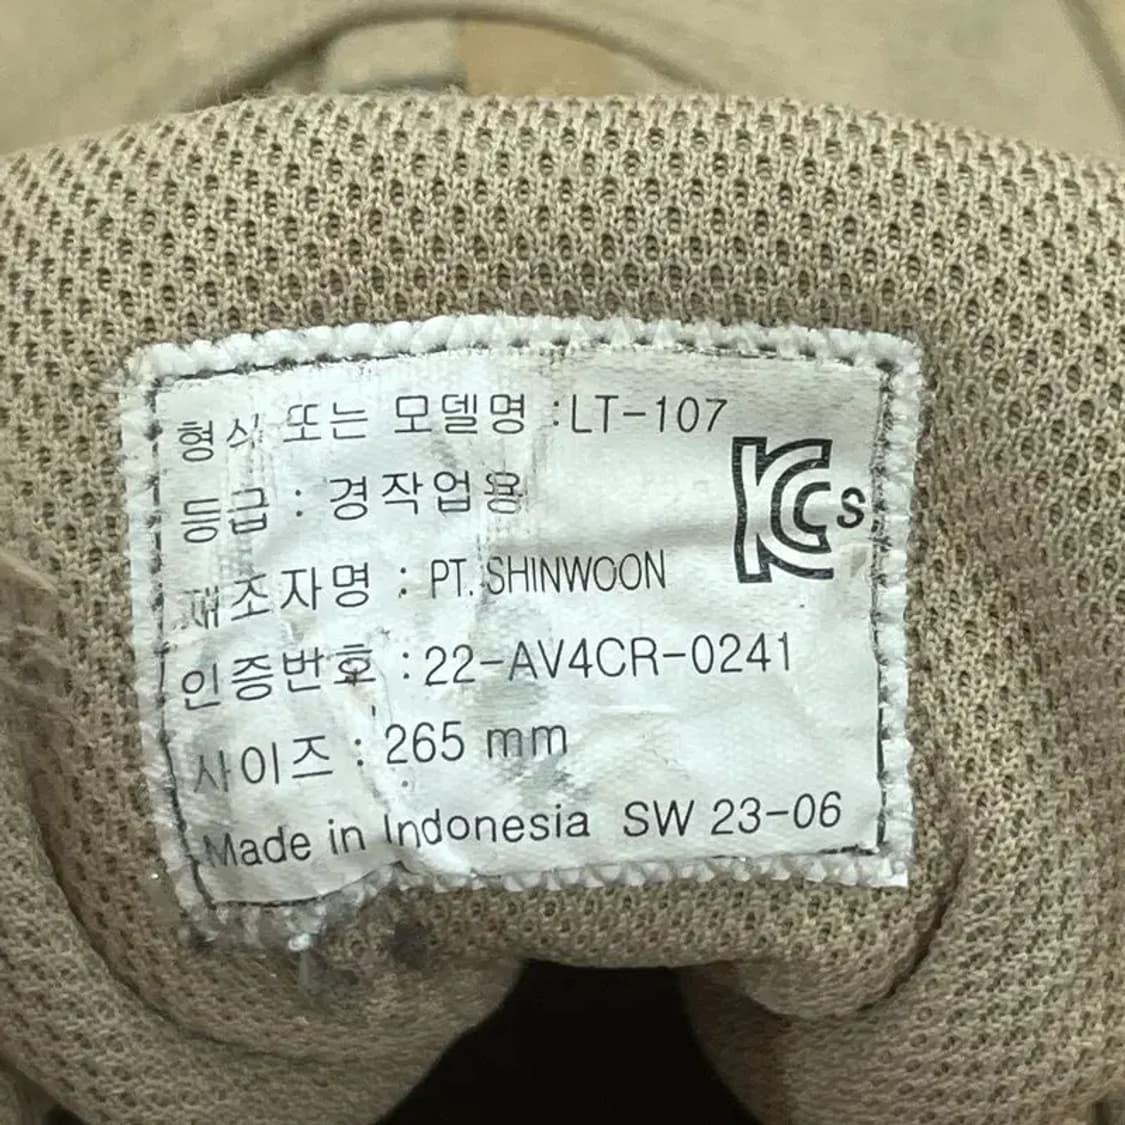 형식 또는 모델명 :LT-107
등급 : 경작업용
제조자명 : PT. SHINWOON
인증번호 :22-AV4CR-0241
사이즈 : 265 mm
Made in Indonesia SW 23-06
KCs